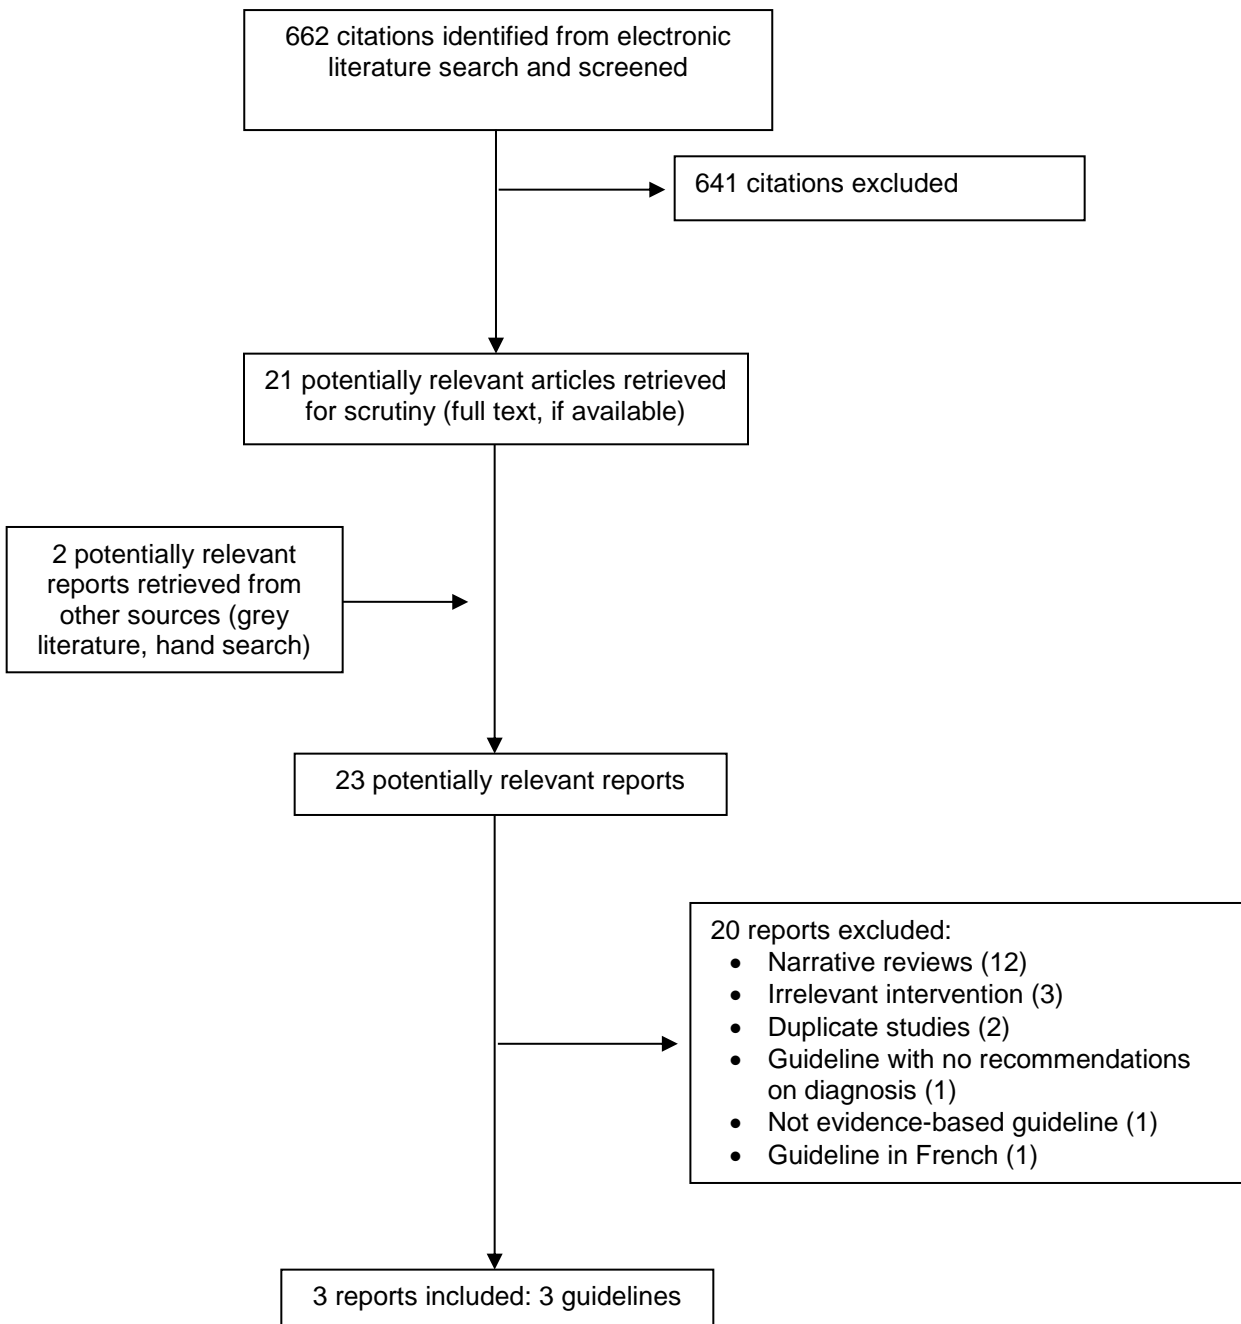 662 citations identified from electronic
literature search and screened
641 citations excluded
21 potentially relevant articles retrieved
for scrutiny (full text, if available)
2 potentially relevant
reports retrieved from
other sources (grey
literature, hand search)
23 potentially relevant reports
20 reports excluded:
• Narrative reviews (12)
• Irrelevant intervention (3)
• Duplicate studies (2)
• Guideline with no recommendations
on diagnosis (1)
• Not evidence-based guideline (1)
• Guideline in French (1)
3 reports included: 3 guidelines